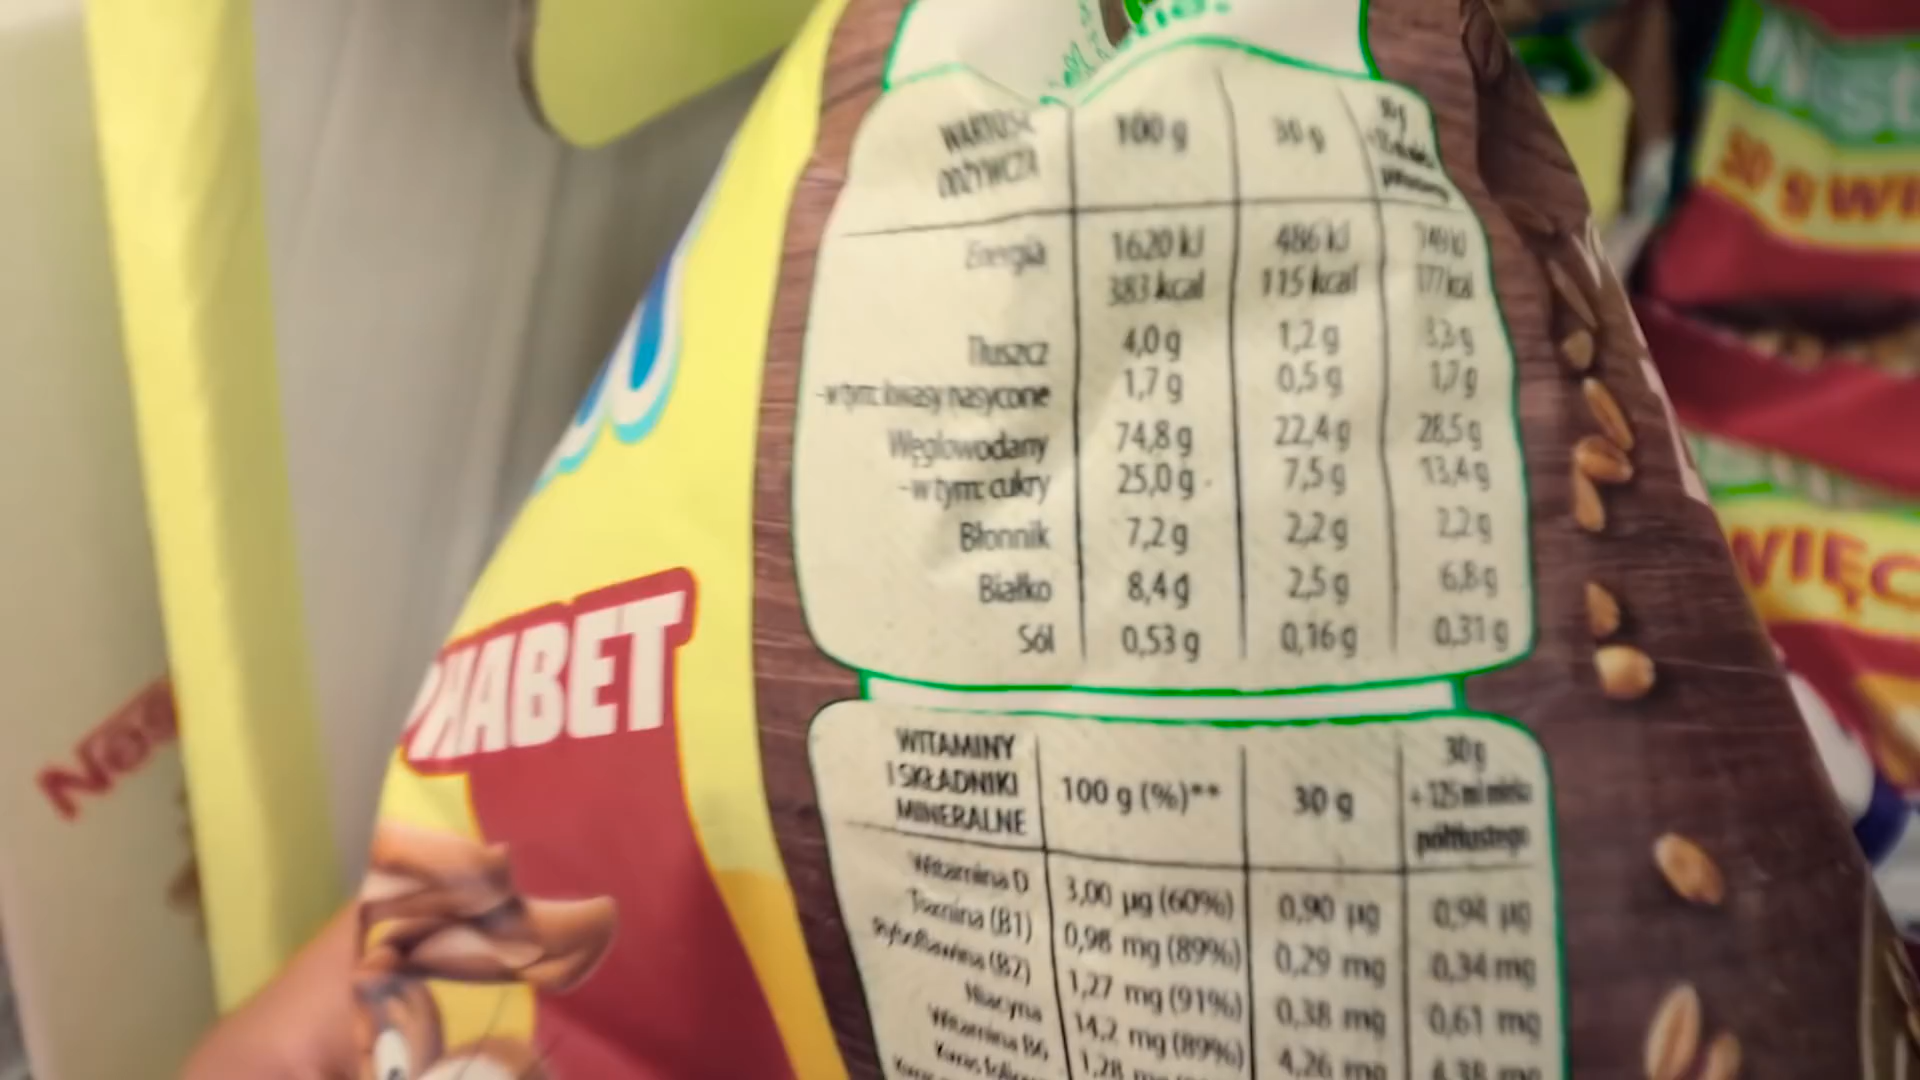 WARTOŚĆ ODŻYWCZA 100 g 30 g
Energia 1620 kJ 486 kJ 749 kJ
383 kcal 115 kcal 177 kcal
Tłuszcz 4,0 g 1,2 g 3,3 g
-w tym: kwasy nasycone 1,7 g 0,5 g 1,7 g
Węglowodany 74,8 g 22,4 g 28,5 g
-w tym: cukry 25,0 g 7,5 g 13,4 g
Błonnik 7,2 g 2,2 g 2,2 g
Białko 8,4 g 2,5 g 6,8 g
Sól 0,53 g 0,16 g 0,31 g
WITAMINY
I SKŁADNIKI
MINERALNE
100 g (%)** 30 g
30 g
+ 125 ml mleka
półtłustego
Witamina D 3,00 µg (60%) 0,90 µg 0,94 µg
(B1) 0,98 mg (89%) 0,29 mg 0,34 mg
Ryboflawina (B2) 1,27 mg (91%) 0,38 mg 0,61 mg
Niacyna 14,2 mg (89%) 4,26 mg 4,38 mg
Witamina B6 1,28
PHABET
50 g
WIĘC